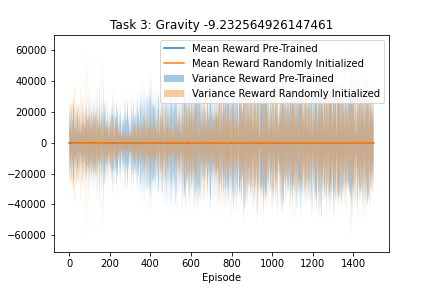 Task 3: Gravity -9.232564926147461
Mean Reward Pre-Trained
Mean Reward Randomly Initialized
Variance Reward Pre-Trained
Variance Reward Randomly Initialized
60000
40000
20000
0
−20000
−40000
−60000
0 200 400 600 800 1000 1200 1400
Episode